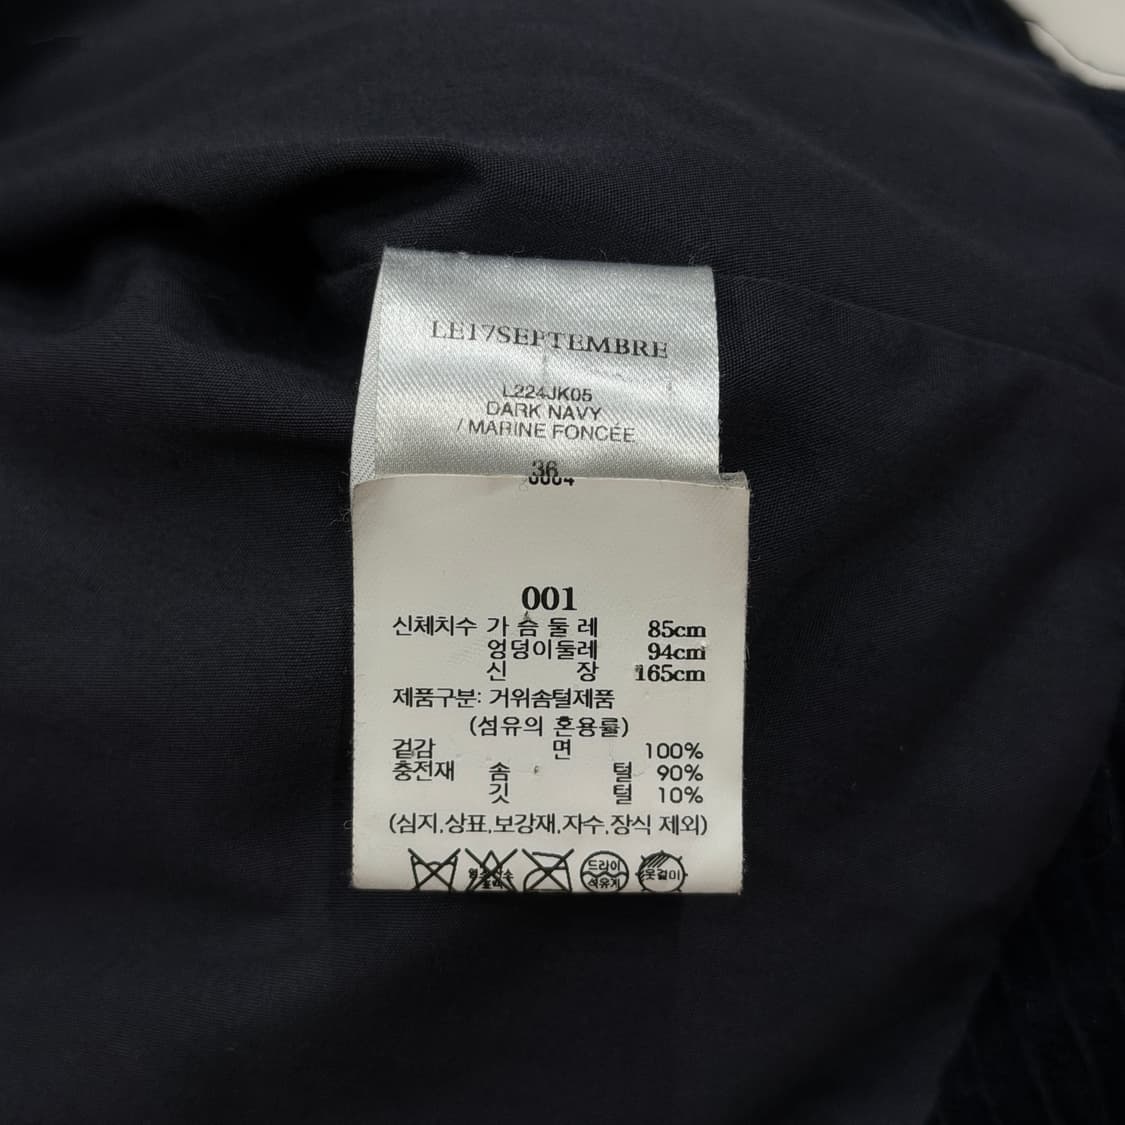 LE17SEPTEMBRE
L224JK05
DARK NAVY
/ MARINE FONCÉE
36
001
신체치수 가 슴 둘 레 85cm
엉덩이둘레 94cm
신 장 165cm
제품구분: 거위솜털제품
(섬유의 혼용률)
겉감 면 100%
충전재 솜 털 90%
깃 털 10%
(심지,상표,보강재,자수,장식 제외)
드라이
석유계
옷걸이